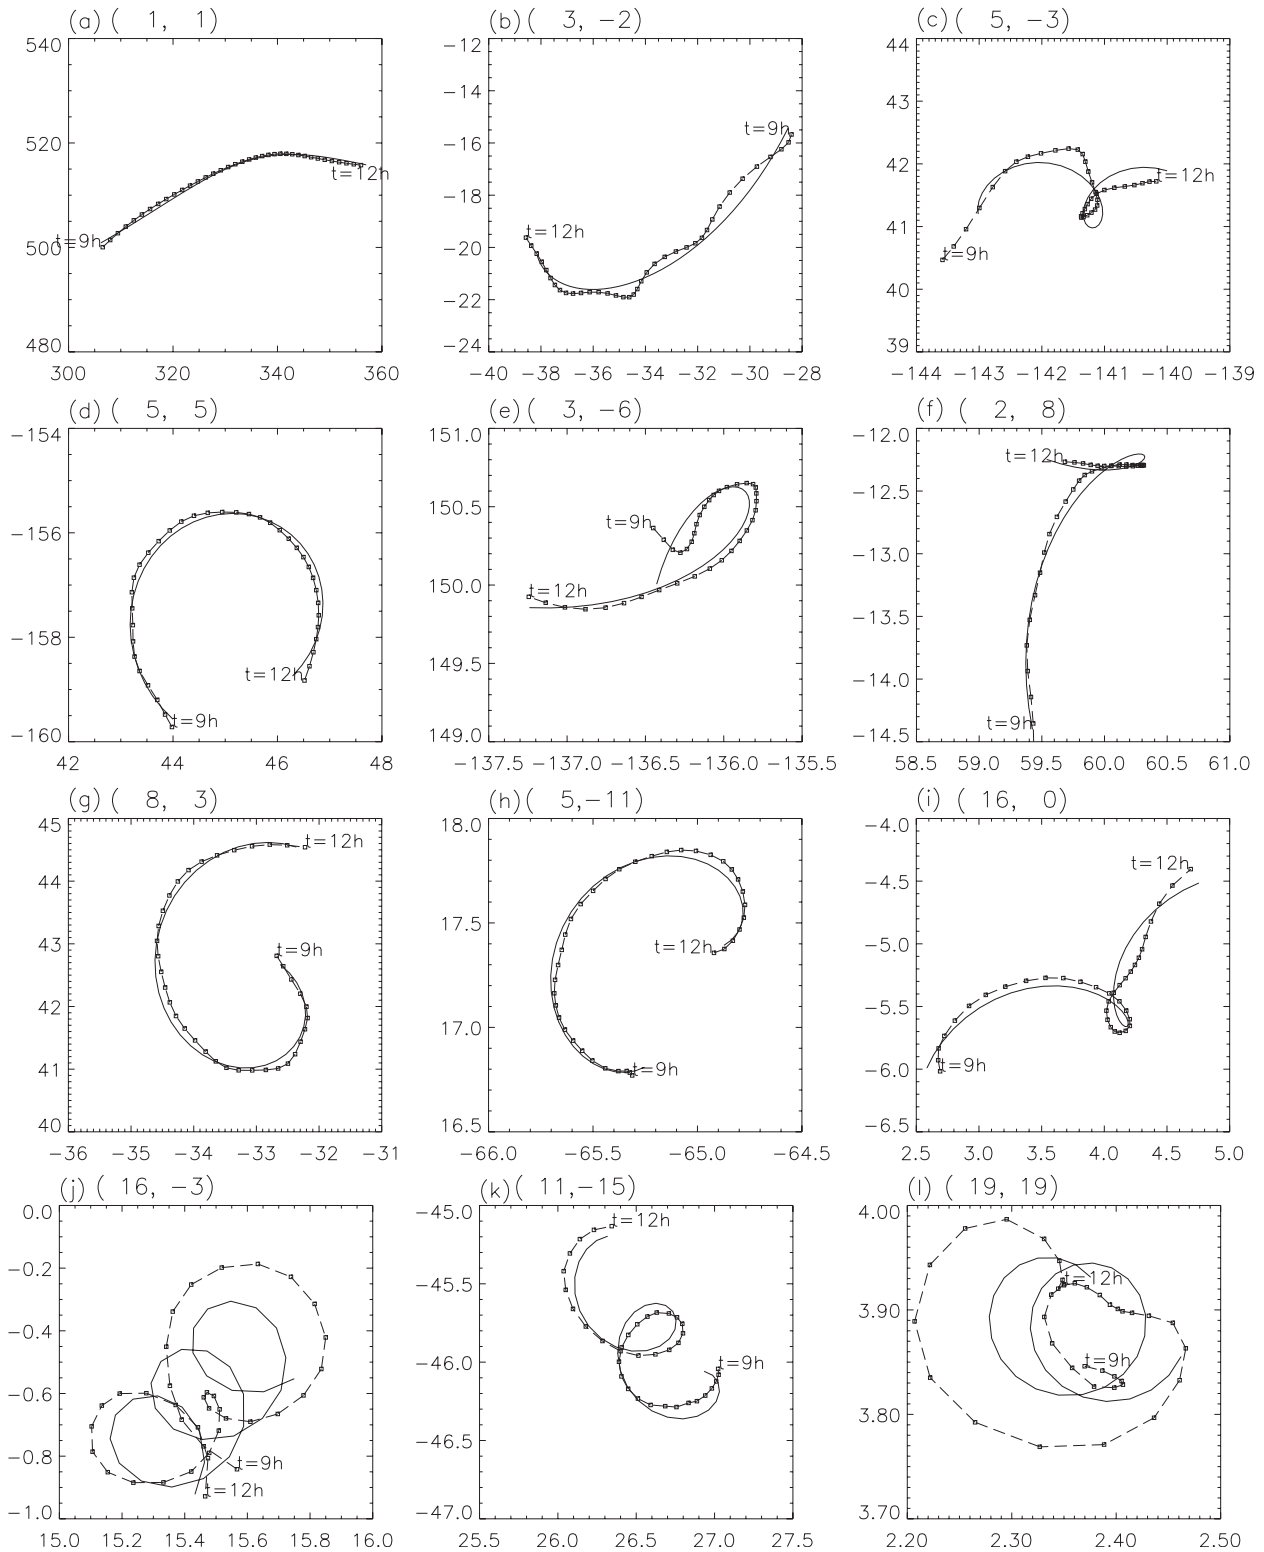 (a) ( 1, 1)
540
520
500
480
300 320 340 360
t=9h
t=12h
(b) ( 3, −2)
−12
−14
−16
−18
−20
−22
−24
−40 −38 −36 −34 −32 −30 −28
t=9h
t=12h
(c) ( 5, −3)
44
43
42
41
40
39
−144 −143 −142 −141 −140 −139
t=12h
t=9h
(d) ( 5, 5)
−154
−156
−158
−160
42 44 46 48
t=12h
t=9h
(e) ( 3, −6)
151.0
150.5
150.0
149.5
149.0
−137.5 −137.0 −136.5 −136.0 −135.5
t=9h
t=12h
(f) ( 2, 8)
−12.0
−12.5
−13.0
−13.5
−14.0
−14.5
58.5 59.0 59.5 60.0 60.5 61.0
t=12h
t=9h
(g) ( 8, 3)
45
44
43
42
41
40
−36 −35 −34 −33 −32 −31
t=12h
t=9h
(h) ( 5,−11)
18.0
17.5
17.0
16.5
−66.0 −65.5 −65.0 −64.5
t=12h
t=9h
(i) ( 16, 0)
−4.0
−4.5
−5.0
−5.5
−6.0
−6.5
2.5 3.0 3.5 4.0 4.5 5.0
t=12h
t=9h
(j) ( 16, −3)
0.0
−0.2
−0.4
−0.6
−0.8
−1.0
15.0 15.2 15.4 15.6 15.8 16.0
t=9h
t=12h
(k) ( 11,−15)
−45.0
−45.5
−46.0
−46.5
−47.0
25.5 26.0 26.5 27.0 27.5
t=12h
t=9h
(l) ( 19, 19)
4.00
3.90
3.80
3.70
2.20 2.30 2.40 2.50
t=12h
t=9h